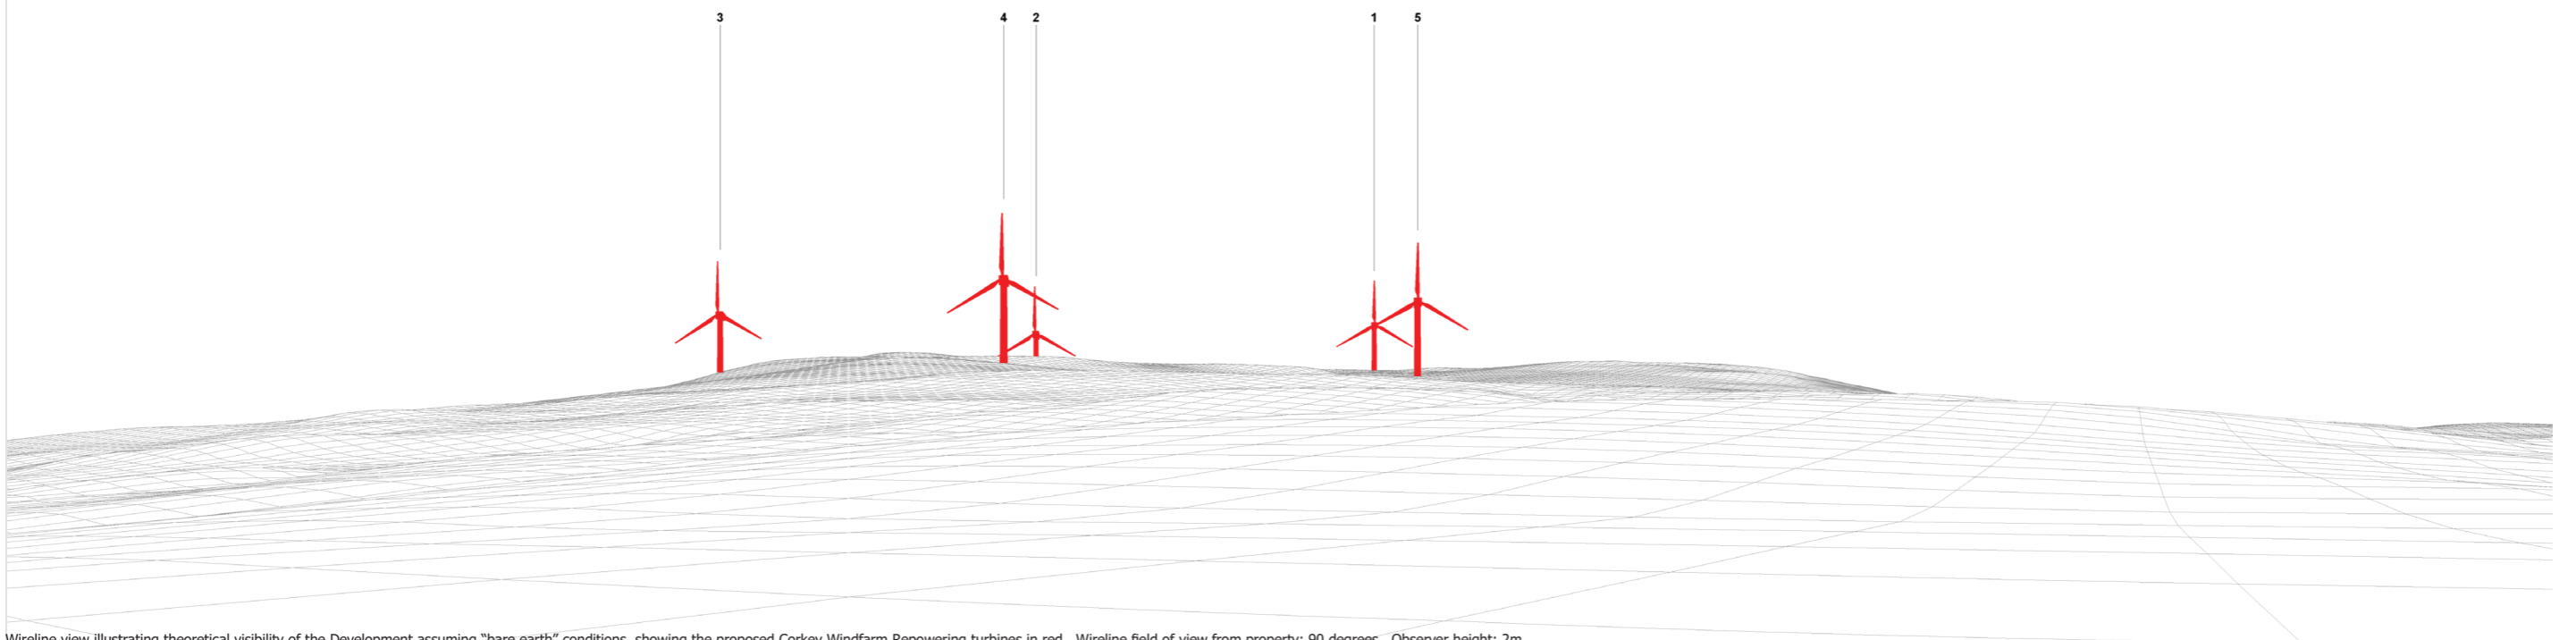 3 4 2 1 5
Wireline view illustrating theoretical visibility of the Development assuming “bare earth” conditions, showing the proposed Corkey Windfarm Repowering turbines in red. Wireline field of view from property: 90 degrees. Observer height: 2m